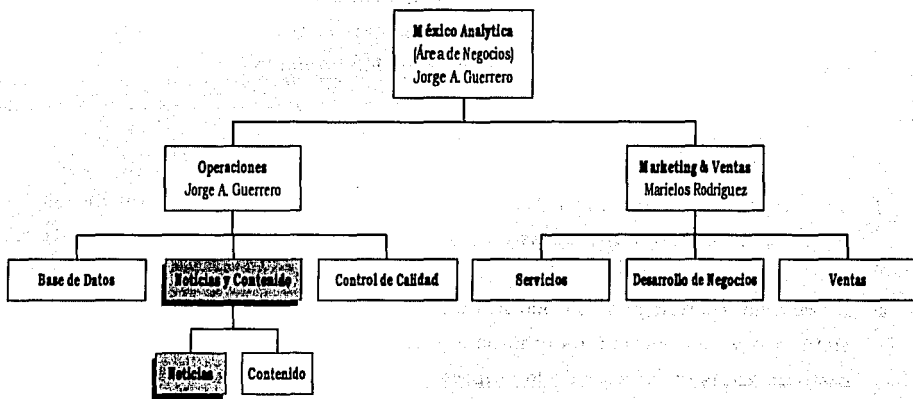 México Analytica
(Área de Negocios)
Jorge A. Guerrero
Operaciones
Jorge A. Guerrero
Marketing & Ventas
Marielos Rodríguez
Base de Datos
Noticias y Contenido
Control de Calidad
Servicios
Desarrollo de Negocios
Ventas
Noticias
Contenido